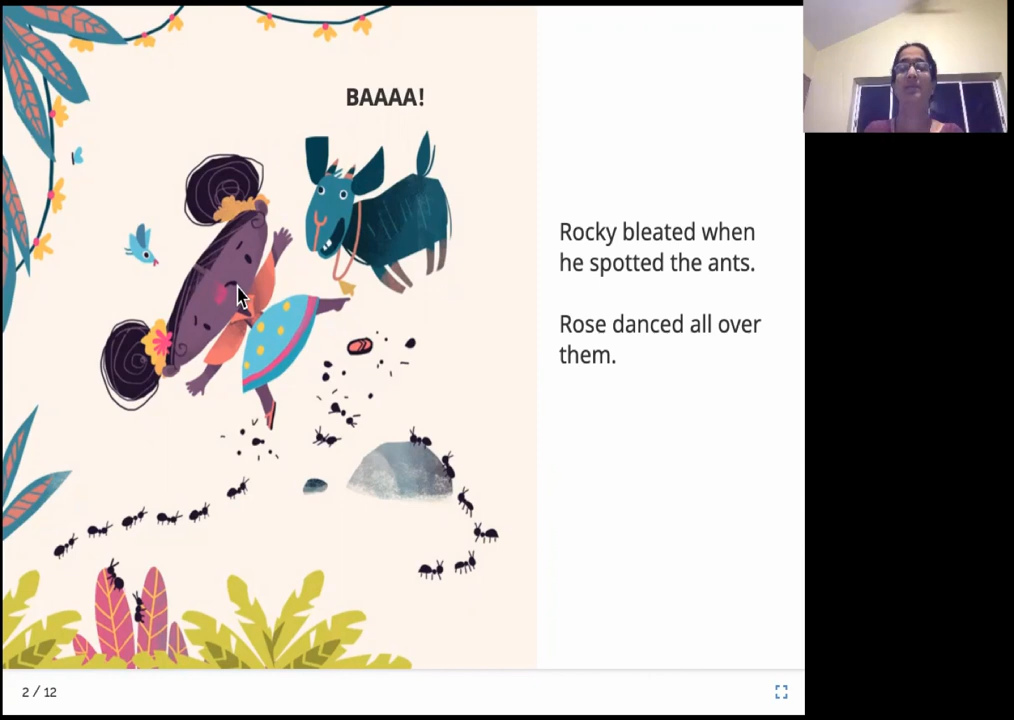 BAAAA!
Rocky bleated when
he spotted the ants.
Rose danced all over
them.
2 / 12